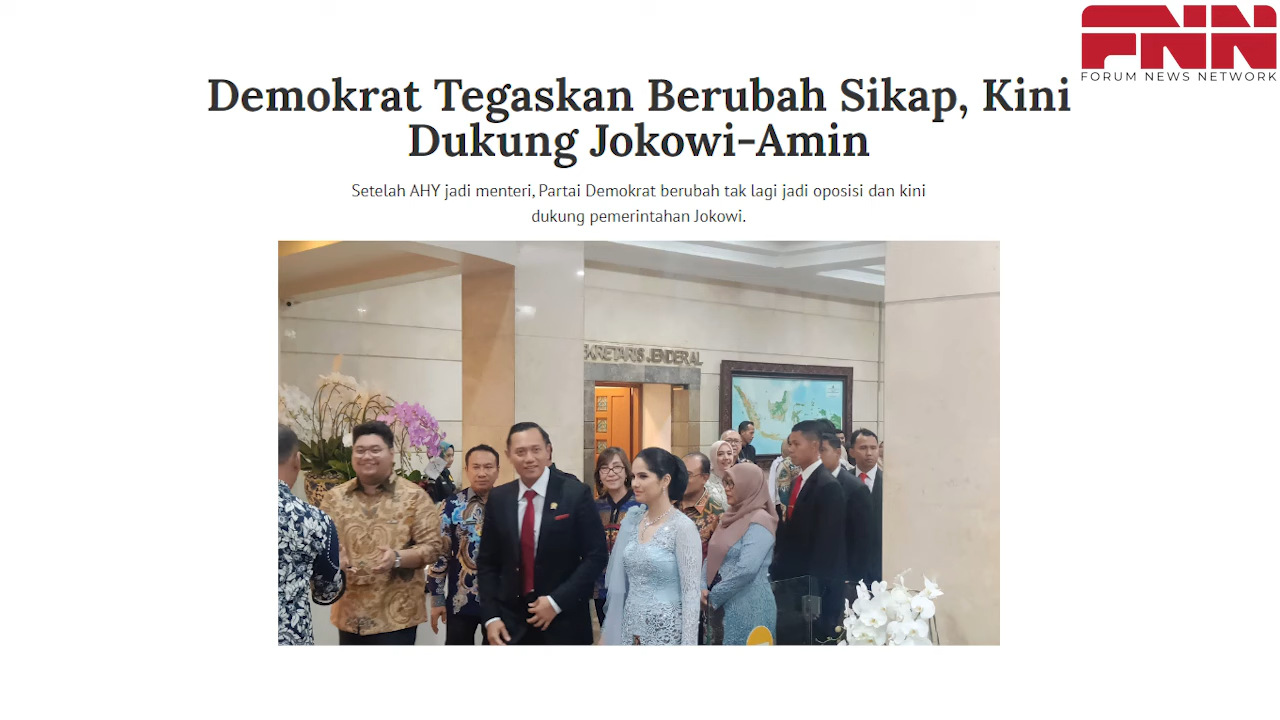 FNN
FORUM NEWS NETWORK
Demokrat Tegaskan Berubah Sikap, Kini
Dukung Jokowi-Amin
Setelah AHY jadi menteri, Partai Demokrat berubah tak lagi jadi oposisi dan kini
dukung pemerintahan Jokowi.
EKRETARIS JENDERAL